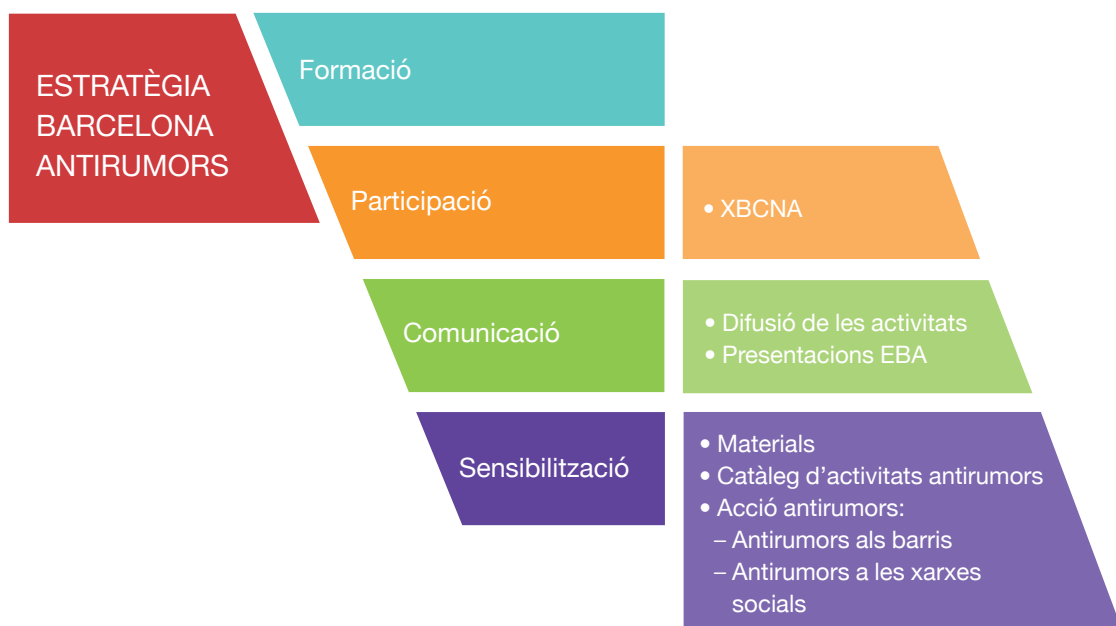 ESTRATÈGIA
BARCELONA
ANTIRUMORS
Formació
Participació
• XBCNA
Comunicació
• Difusió de les activitats
• Presentacions EBA
Sensibilització
• Materials
• Catàleg d’activitats antirumors
• Acció antirumors:
– Antirumors als barris
– Antirumors a les xarxes
socials